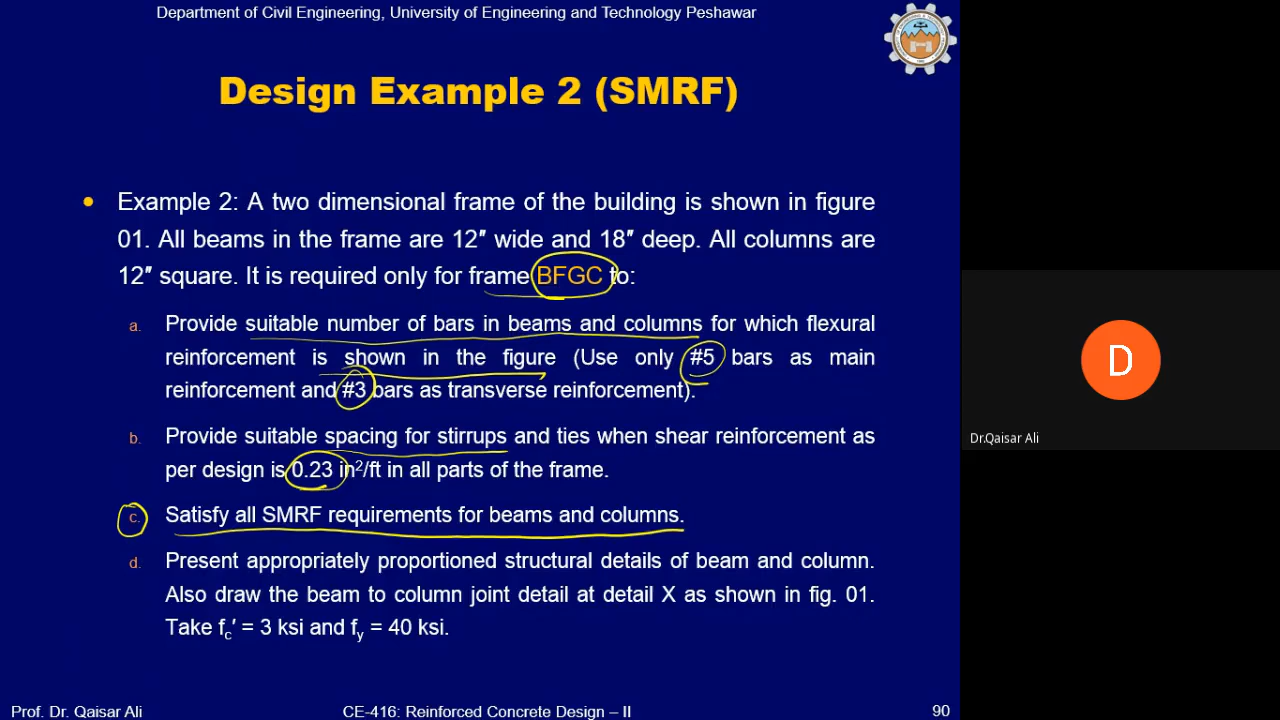 Department of Civil Engineering, University of Engineering and Technology Peshawar
Design Example 2 (SMRF)
• Example 2: A two dimensional frame of the building is shown in figure
01. All beams in the frame are 12″ wide and 18″ deep. All columns are
12″ square. It is required only for frame BFGC to:
a. Provide suitable number of bars in beams and columns for which flexural
reinforcement is shown in the figure (Use only #5 bars as main
reinforcement and #3 bars as transverse reinforcement).
b. Provide suitable spacing for stirrups and ties when shear reinforcement as
per design is 0.23 in²/ft in all parts of the frame.
c. Satisfy all SMRF requirements for beams and columns.
d. Present appropriately proportioned structural details of beam and column.
Also draw the beam to column joint detail at detail X as shown in fig. 01.
Take fc′ = 3 ksi and fy = 40 ksi.
D
Dr.Qaisar Ali
Prof. Dr. Qaisar Ali
CE-416: Reinforced Concrete Design – II
90